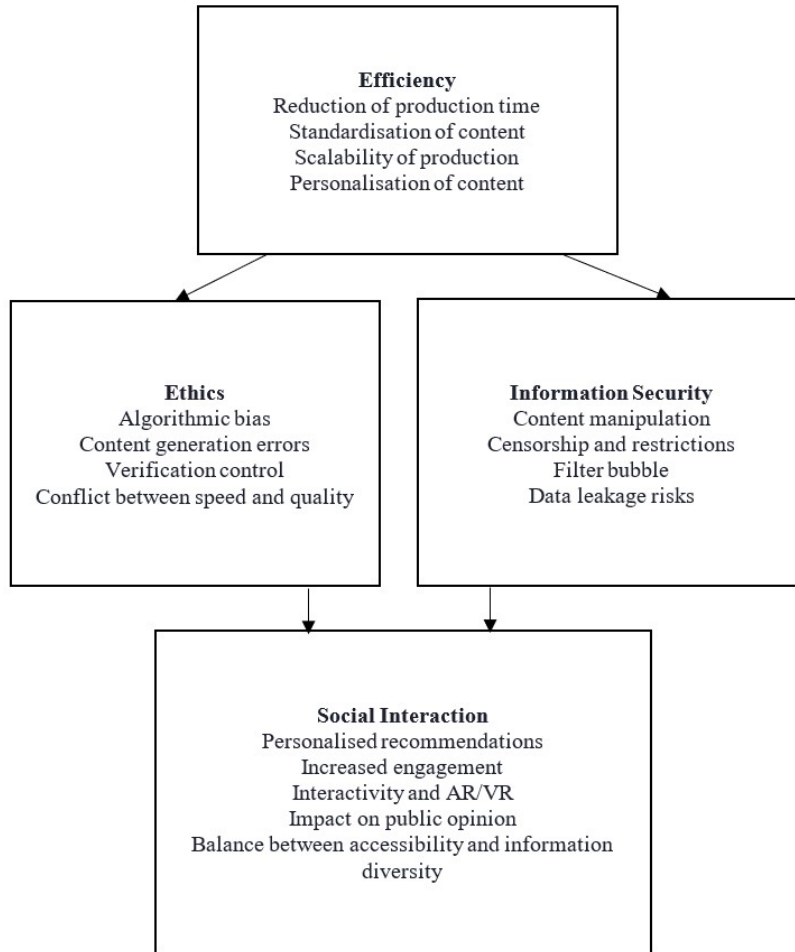 Efficiency
Reduction of production time
Standardisation of content
Scalability of production
Personalisation of content
Ethics
Algorithmic bias
Content generation errors
Verification control
Conflict between speed and quality
Information Security
Content manipulation
Censorship and restrictions
Filter bubble
Data leakage risks
Social Interaction
Personalised recommendations
Increased engagement
Interactivity and AR/VR
Impact on public opinion
Balance between accessibility and information
diversity